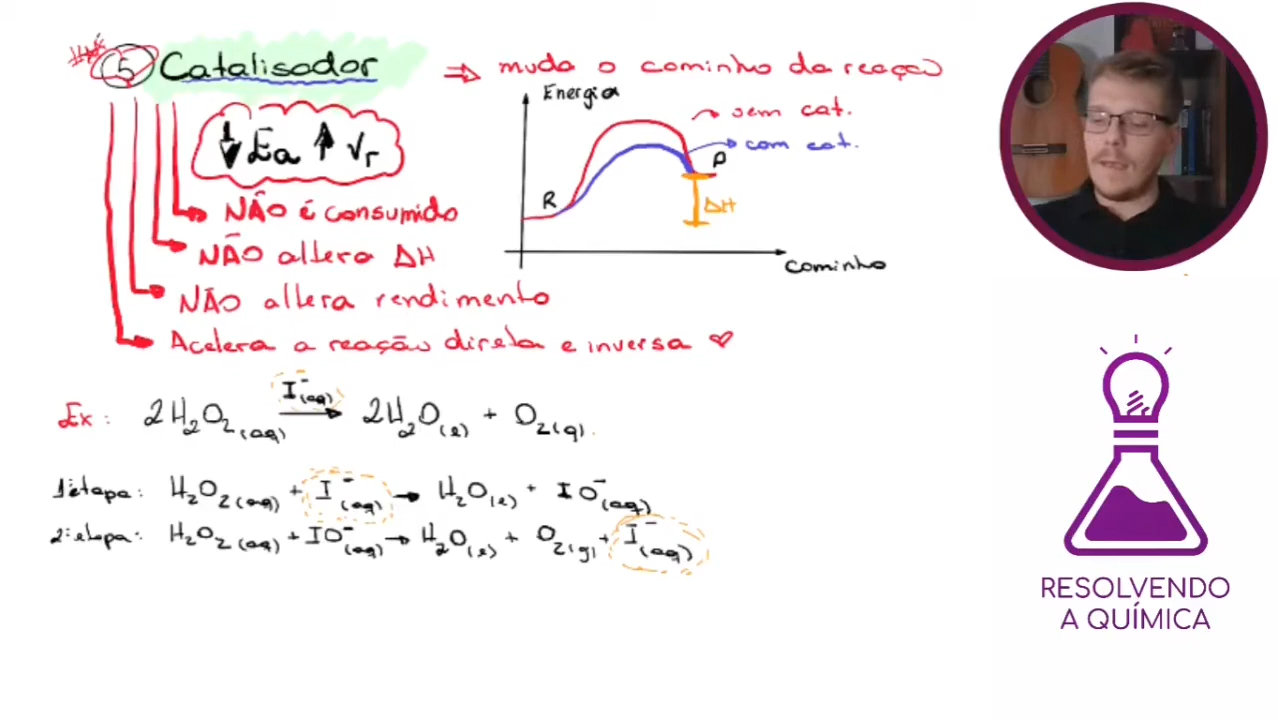 5 Catalisador ⇒ muda o caminho da reação
Energia
sem cat.
com cat.
↓ Ea ↑ Vr
P
R
ΔH
NÃO é consumido
NÃO altera ΔH
caminho
NÃO altera rendimento
Acelera a reação direta e inversa ♡
I⁻(aq)
Ex: 2H₂O₂(aq) → 2H₂O(l) + O₂(g).
1ª etapa: H₂O₂(aq) + I⁻(aq) → H₂O(l) + IO⁻(aq)
2ª etapa: H₂O₂(aq) + IO⁻(aq) → H₂O(l) + O₂(g) + I⁻(aq)
RESOLVENDO
A QUÍMICA